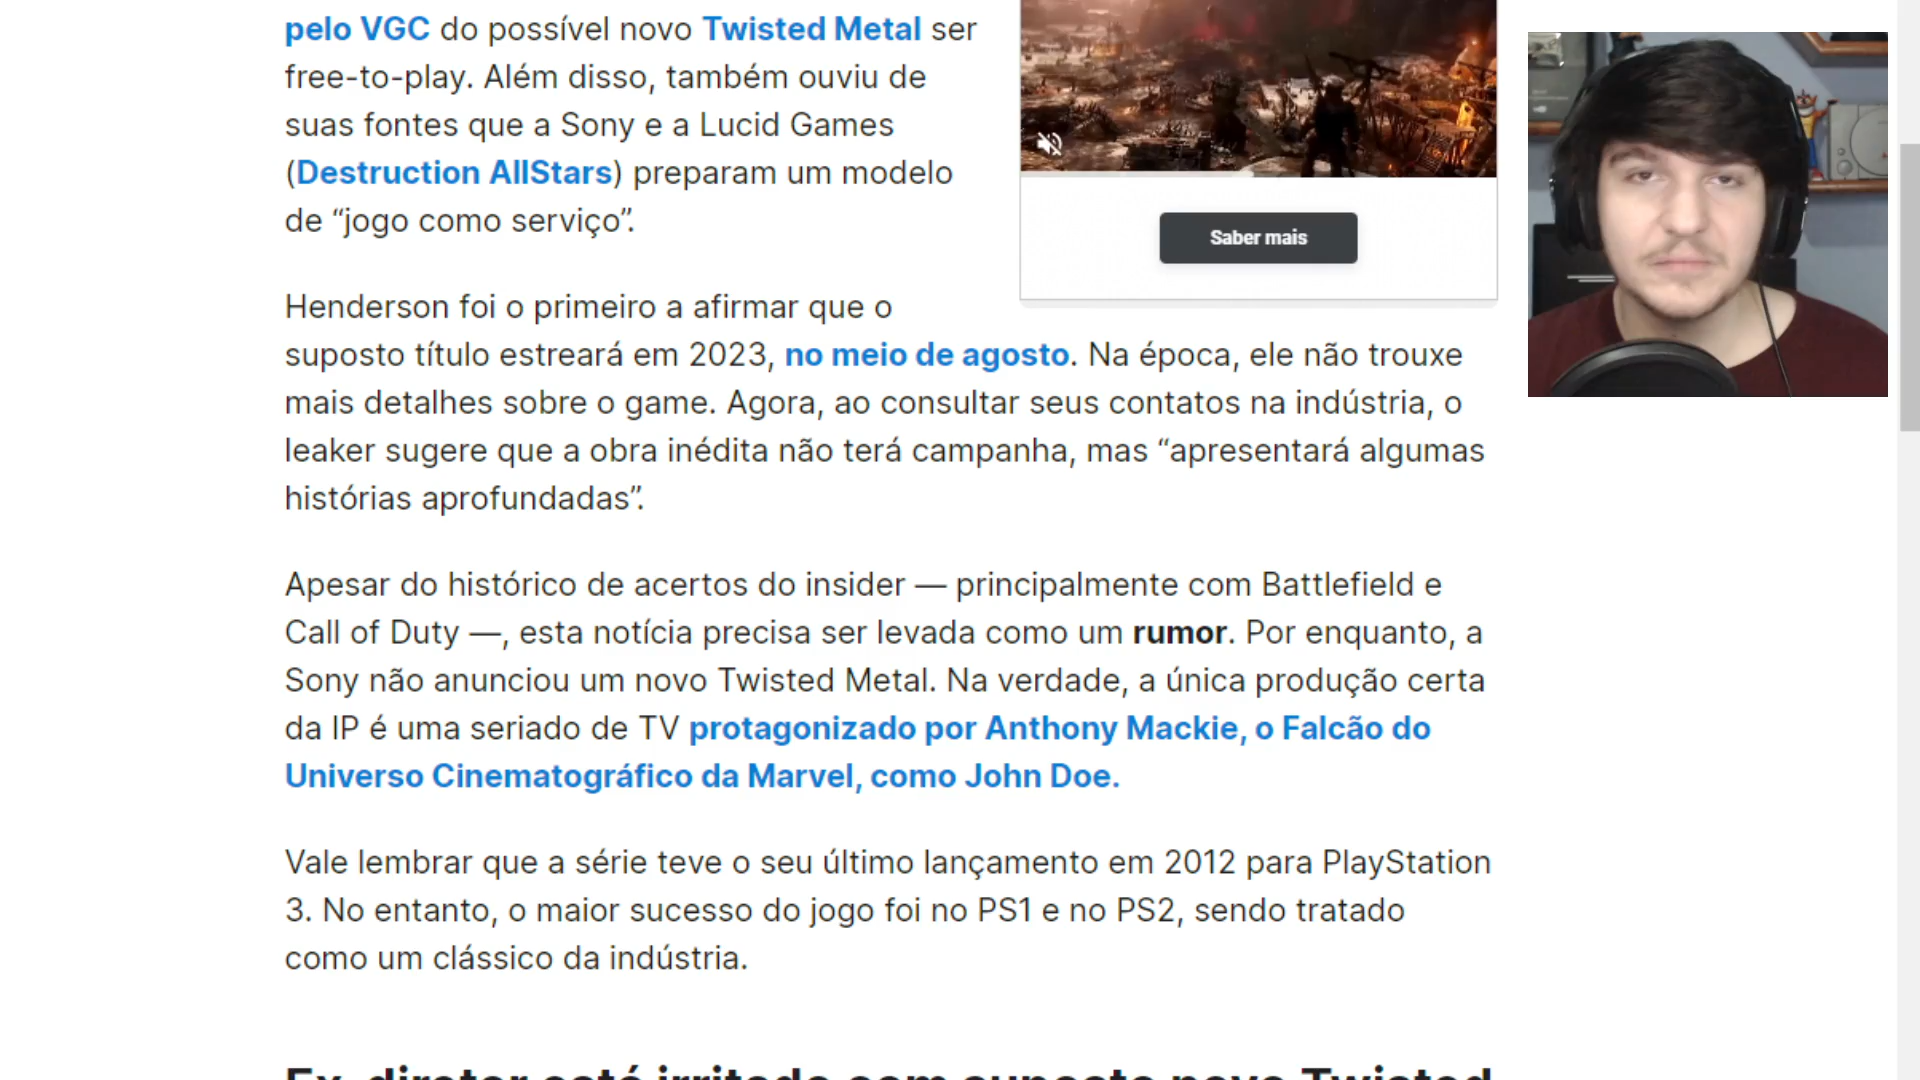 pelo VGC do possível novo Twisted Metal ser
free-to-play. Além disso, também ouviu de
suas fontes que a Sony e a Lucid Games
(Destruction AllStars) preparam um modelo
de “jogo como serviço”.
Saber mais
Henderson foi o primeiro a afirmar que o
suposto título estreará em 2023, no meio de agosto. Na época, ele não trouxe
mais detalhes sobre o game. Agora, ao consultar seus contatos na indústria, o
leaker sugere que a obra inédita não terá campanha, mas “apresentará algumas
histórias aprofundadas”.
Apesar do histórico de acertos do insider — principalmente com Battlefield e
Call of Duty —, esta notícia precisa ser levada como um rumor. Por enquanto, a
Sony não anunciou um novo Twisted Metal. Na verdade, a única produção certa
da IP é uma seriado de TV protagonizado por Anthony Mackie, o Falcão do
Universo Cinematográfico da Marvel, como John Doe.
Vale lembrar que a série teve o seu último lançamento em 2012 para PlayStation
3. No entanto, o maior sucesso do jogo foi no PS1 e no PS2, sendo tratado
como um clássico da indústria.
Ex-diretor está irritado com suposto novo Twisted